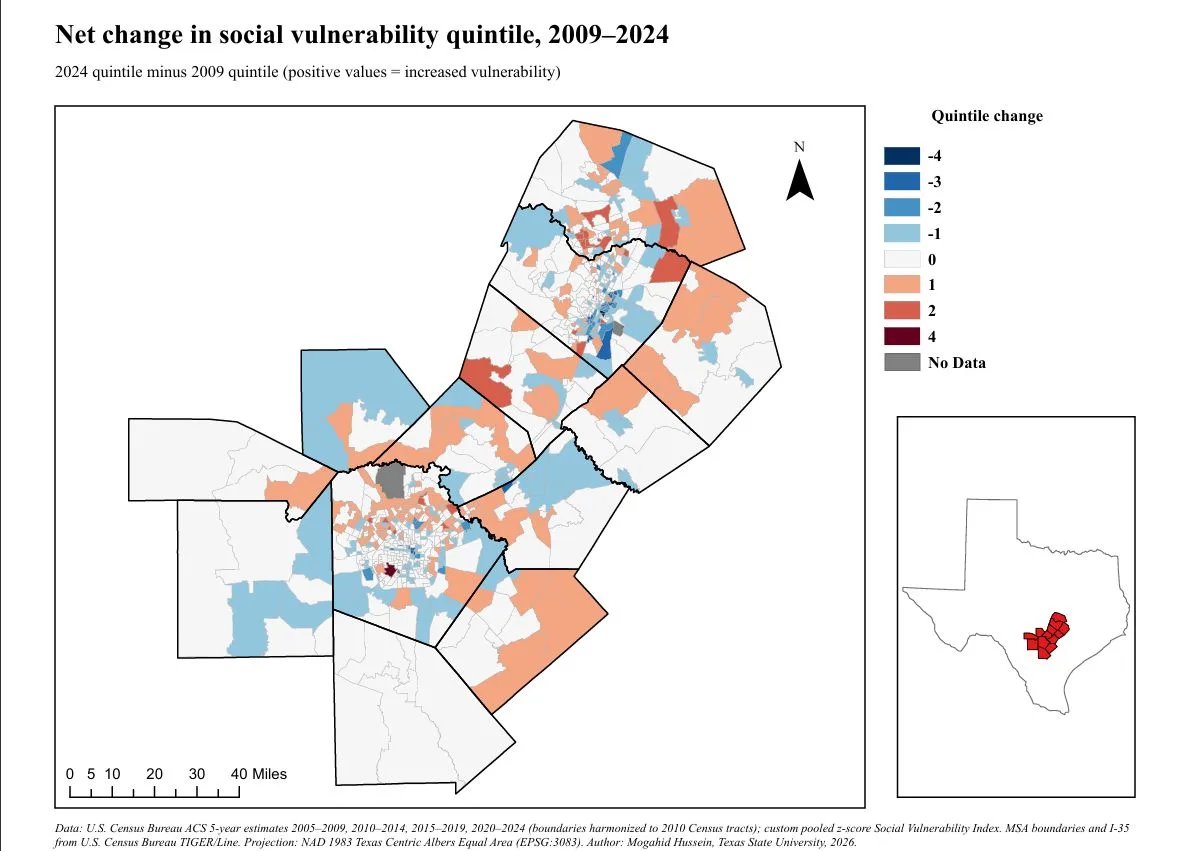 Net change in social vulnerability quintile, 2009–2024
2024 quintile minus 2009 quintile (positive values = increased vulnerability)
N
Quintile change
-4
-3
-2
-1
0
1
2
4
No Data
0 5 10 20 30 40 Miles
Data: U.S. Census Bureau ACS 5-year estimates 2005–2009, 2010–2014, 2015–2019, 2020–2024 (boundaries harmonized to 2010 Census tracts); custom pooled z-score Social Vulnerability Index. MSA boundaries and I-35
from U.S. Census Bureau TIGER/Line. Projection: NAD 1983 Texas Centric Albers Equal Area (EPSG:3083). Author: Mogahid Hussein, Texas State University, 2026.